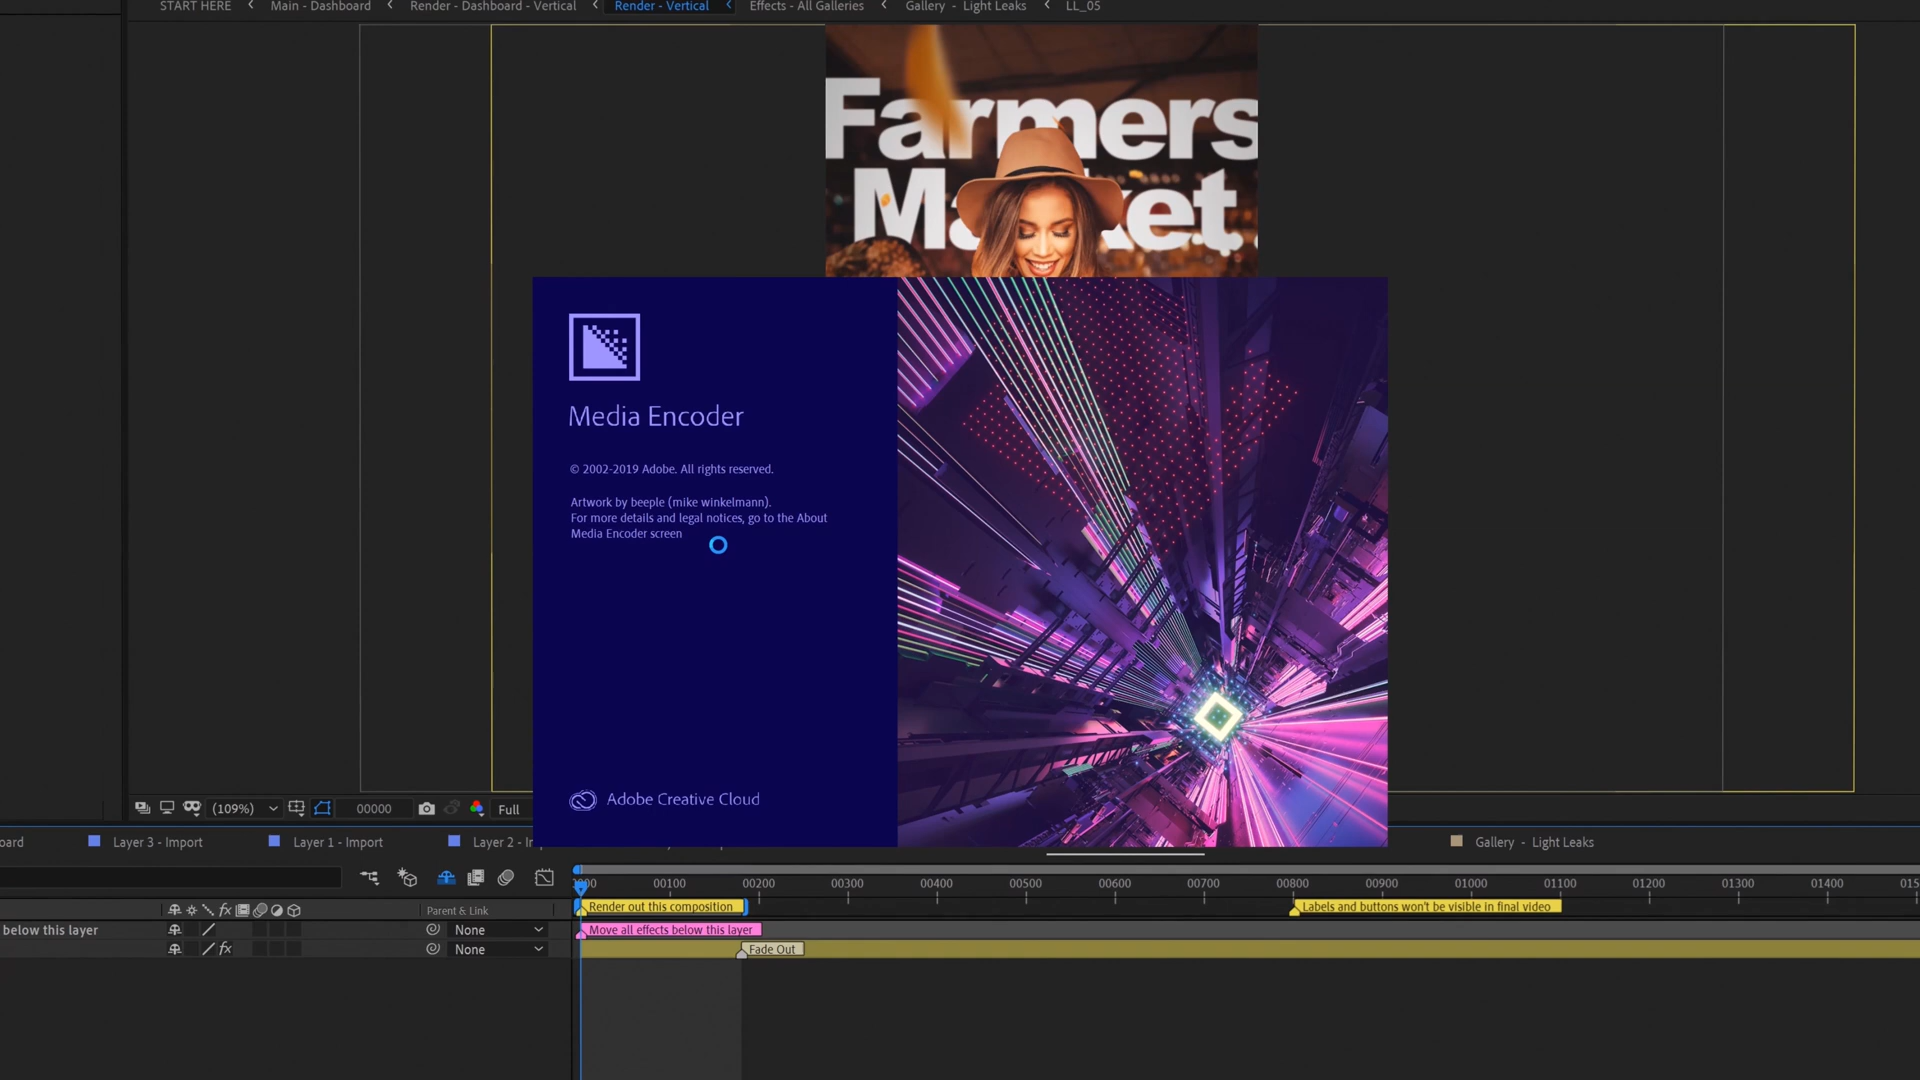 START HERE
Main - Dashboard
Render - Dashboard - Vertical
Render - Vertical
Effects - All Galleries
Gallery - Light Leaks
LL_05
Farmers
Market.
Media Encoder
© 2002-2019 Adobe. All rights reserved.
Artwork by beeple (mike winkelmann).
For more details and legal notices, go to the About
Media Encoder screen
Adobe Creative Cloud
(109%)
00000
Full
oard
Layer 3 - Import
Layer 1 - Import
Layer 2 - I
Gallery - Light Leaks
000
00100
00200
00300
00400
00500
00600
00700
00800
00900
01000
01100
01200
01300
01400
015
fx
Parent & Link
Render out this composition
Labels and buttons won't be visible in final video
below this layer
None
Move all effects below this layer
fx
None
Fade Out